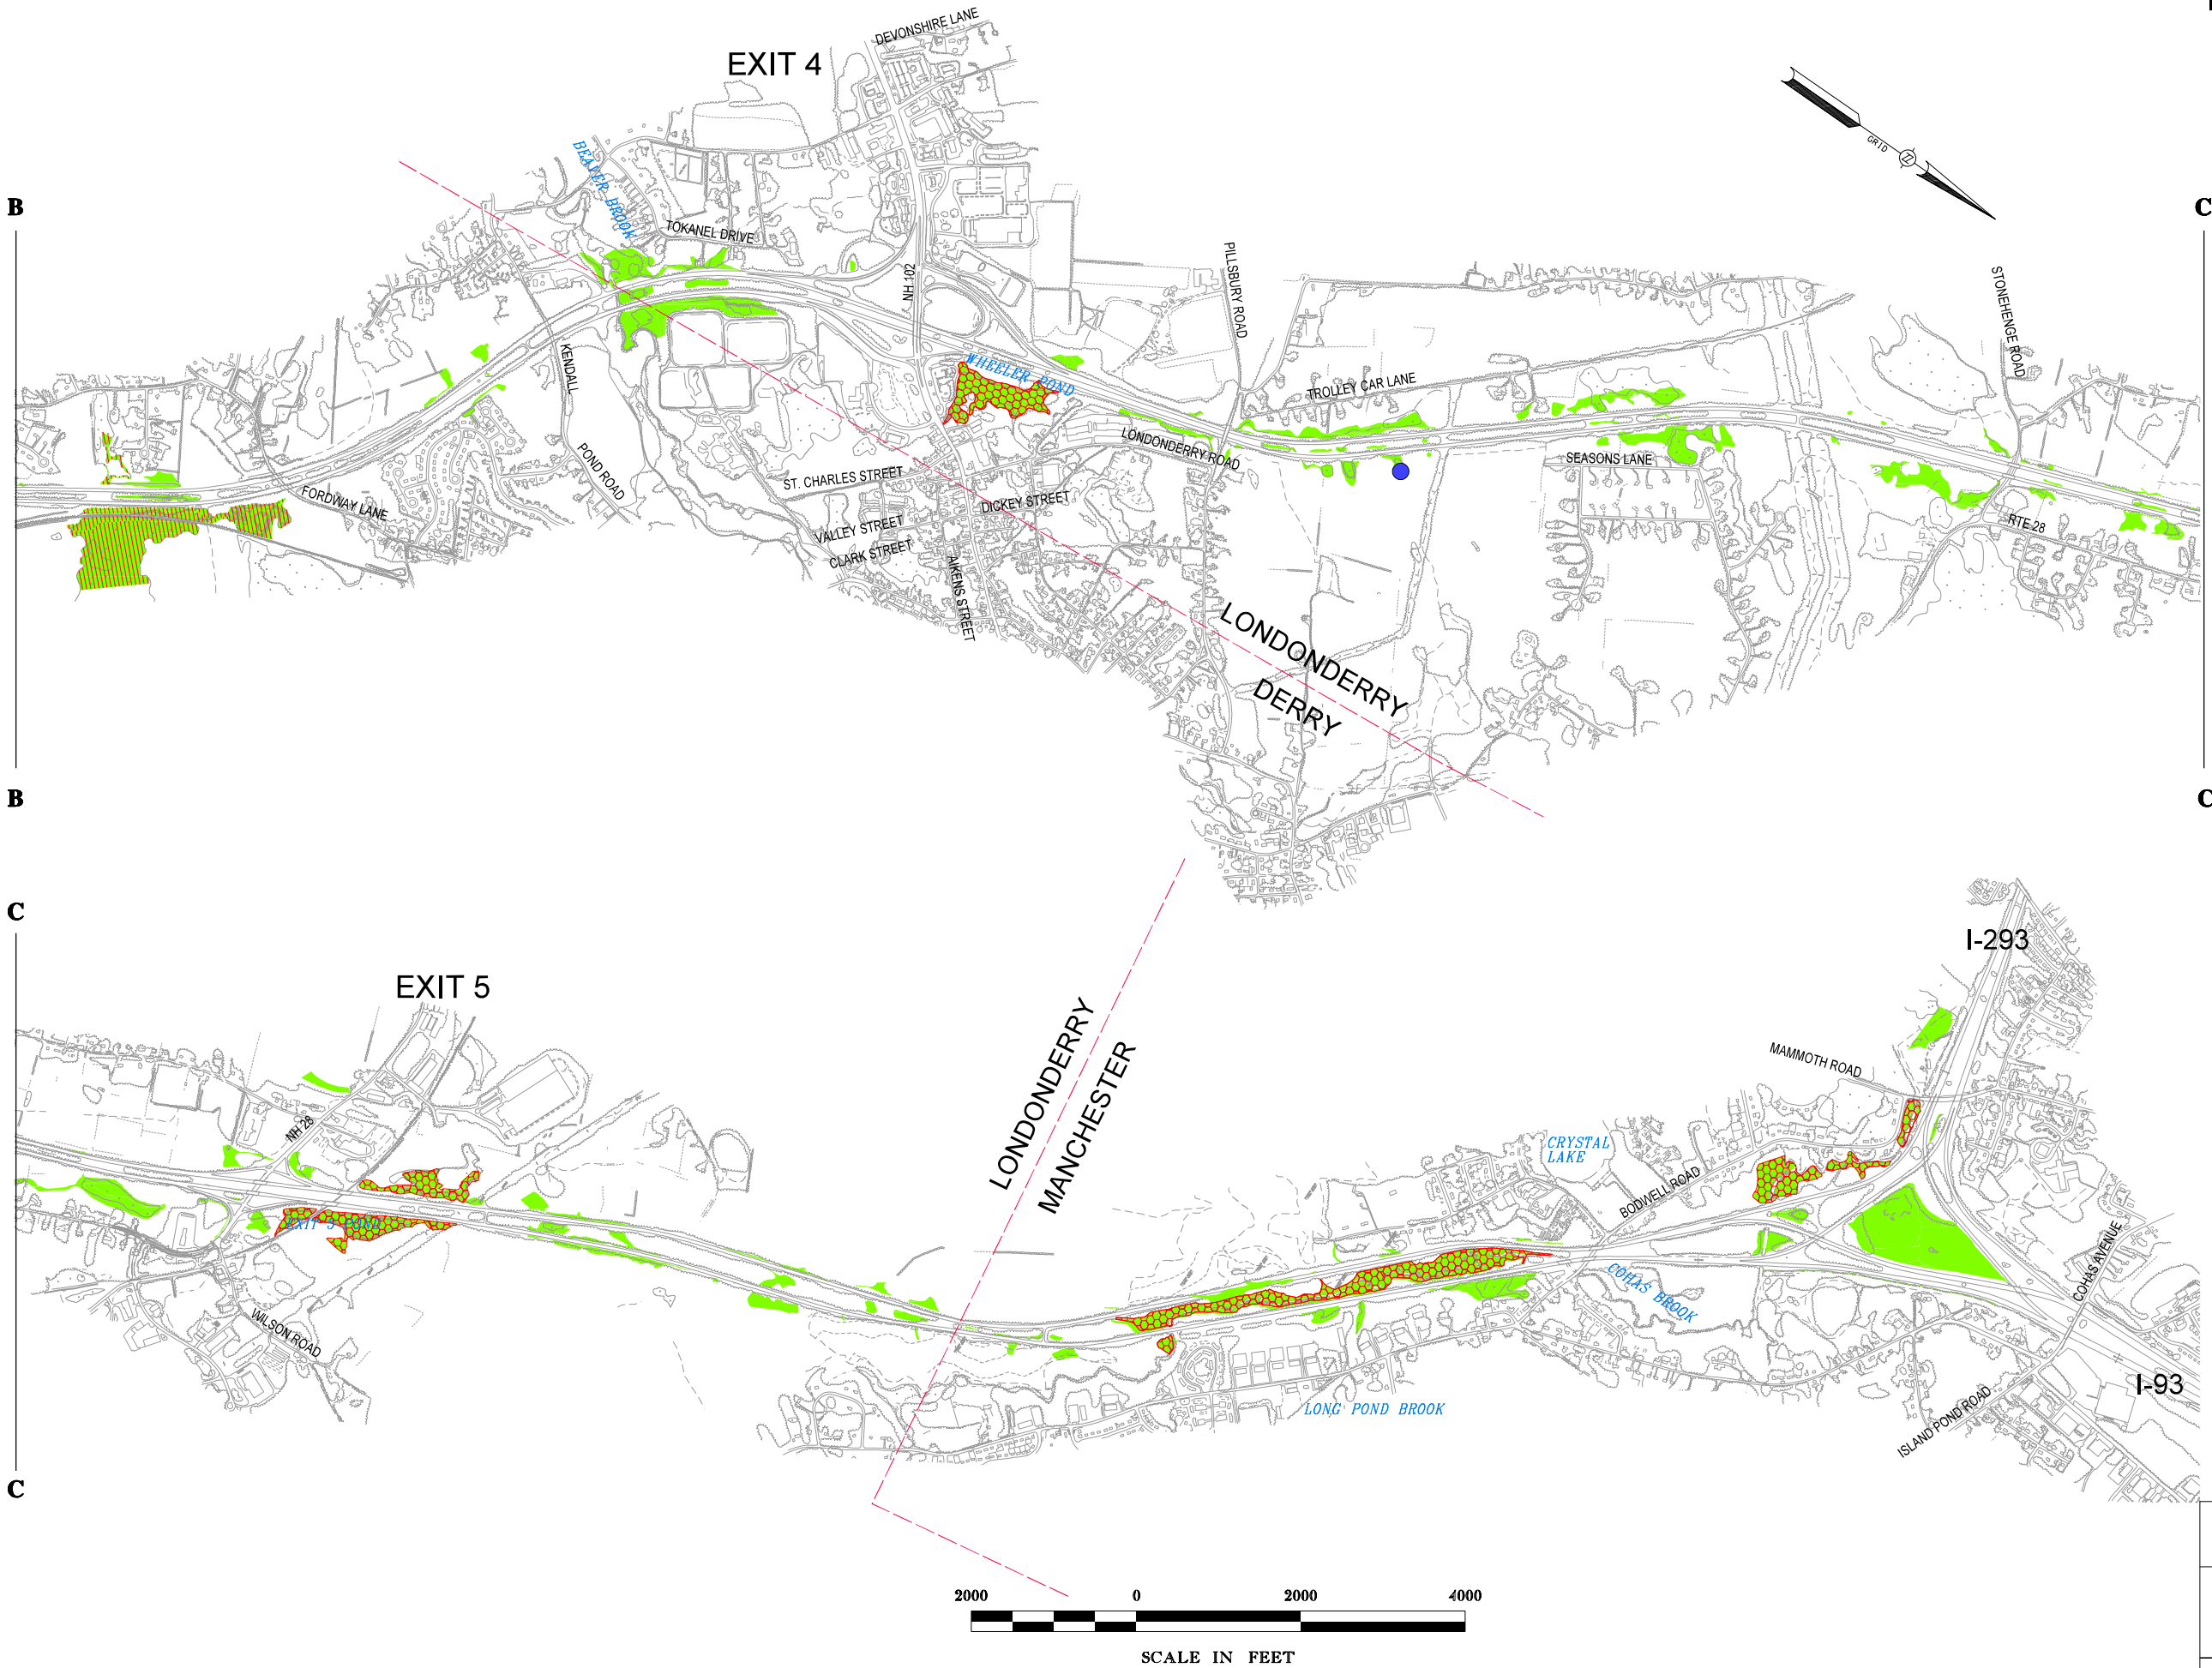 DEVONSHIRE LANE
EXIT 4
GRID
N
B
C
BEAVER BROOK
TOKANEL DRIVE
NH 102
PILLSBURY ROAD
STONEHENGE ROAD
KENDALL
POND ROAD
WHEELER POND
TROLLEY CAR LANE
LONDONDERRY ROAD
SEASONS LANE
FORDWAY LANE
ST. CHARLES STREET
DICKEY STREET
VALLEY STREET
CLARK STREET
AIKENS STREET
RTE 28
LONDONDERRY
DERRY
B
C
C
I-293
EXIT 5
LONDONDERRY
MANCHESTER
MAMMOTH ROAD
NH 28
CRYSTAL
LAKE
BODWELL ROAD
EXIT 5 POND
COHAS BROOK
COHAS AVENUE
WILSON ROAD
I-93
LONG POND BROOK
ISLAND POND ROAD
C
2000 0 2000 4000
SCALE IN FEET